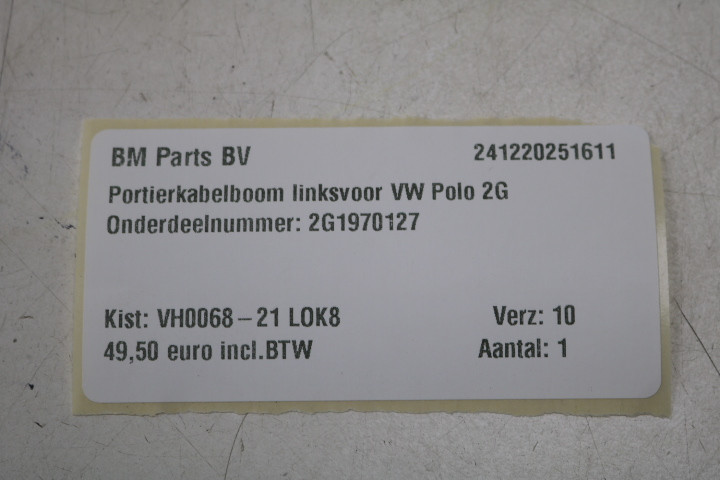 BM Parts BV 241220251611
Portierkabelboom linksvoor VW Polo 2G
Onderdeelnummer: 2G1970127
Kist: VH0068-21 LOK8 Verz: 10
49,50 euro incl.BTW Aantal: 1